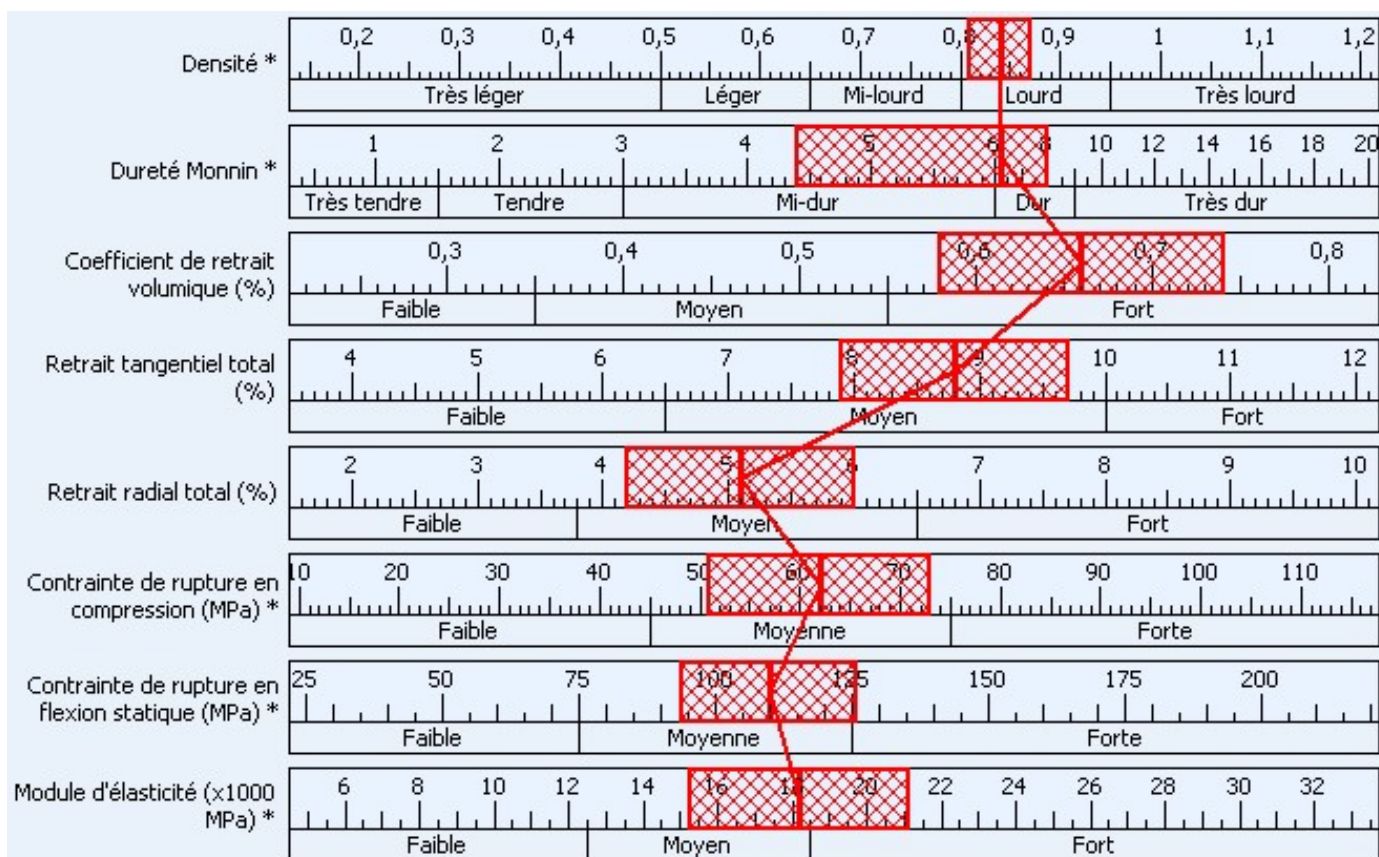 0,2 0,3 0,4 0,5 0,6 0,7 0,8 0,9 1 1,1 1,2
Densité *
Très léger Léger Mi-lourd Lourd Très lourd
1 2 3 4 5 6 8 10 12 14 16 18 20
Dureté Monnin *
Très tendre Tendre Mi-dur Dur Très dur
0,3 0,4 0,5 0,6 0,7 0,8
Coefficient de retrait
volumique (%)
Faible Moyen Fort
4 5 6 7 8 9 10 11 12
Retrait tangentiel total
(%)
Faible Moyen Fort
2 3 4 5 6 7 8 9 10
Retrait radial total (%)
Faible Moyen Fort
10 20 30 40 50 60 70 80 90 100 110
Contrainte de rupture en
compression (MPa) *
Faible Moyenne Forte
25 50 75 100 125 150 175 200
Contrainte de rupture en
flexion statique (MPa) *
Faible Moyenne Forte
6 8 10 12 14 16 18 20 22 24 26 28 30 32
Module d'élasticité (x1000
MPa) *
Faible Moyen Fort